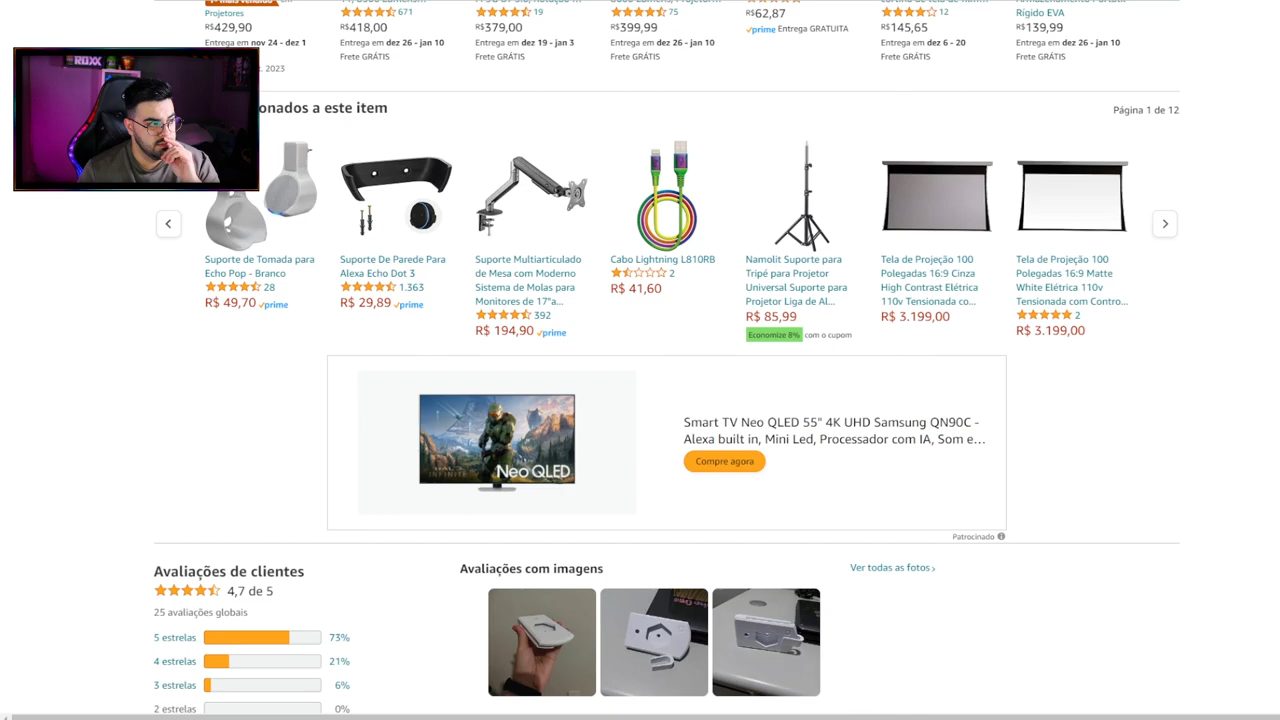 Projetores
R$429,90
Entrega em nov 24 - dez 1
671
R$418,00
Entrega em dez 26 - jan 10
Frete GRÁTIS
19
R$379,00
Entrega em dez 19 - jan 3
Frete GRÁTIS
75
R$399,99
Entrega em dez 26 - jan 10
Frete GRÁTIS
R$62,87
prime Entrega GRATUITA
12
R$145,65
Entrega em dez 6 - 20
Frete GRÁTIS
Rígido EVA
R$139,99
Entrega em dez 26 - jan 10
Frete GRÁTIS
2023
ROXX
onados a este item
Página 1 de 12
Suporte de Tomada para
Echo Pop - Branco
28
R$ 49,70 prime
Suporte De Parede Para
Alexa Echo Dot 3
1.363
R$ 29,89 prime
Suporte Multiarticulado
de Mesa com Moderno
Sistema de Molas para
Monitores de 17"a...
392
R$ 194,90 prime
Cabo Lightning L810RB
2
R$ 41,60
Namolit Suporte para
Tripé para Projetor
Universal Suporte para
Projetor Liga de Al...
R$ 85,99
Economize 8% com o cupom
Tela de Projeção 100
Polegadas 16:9 Cinza
High Contrast Elétrica
110v Tensionada co...
R$ 3.199,00
Tela de Projeção 100
Polegadas 16:9 Matte
White Elétrica 110v
Tensionada com Contro...
2
R$ 3.199,00
HALO
INFINITE
Neo QLED
Smart TV Neo QLED 55" 4K UHD Samsung QN90C -
Alexa built in, Mini Led, Processador com IA, Som e...
Compre agora
Patrocinado
Avaliações de clientes
4,7 de 5
25 avaliações globais
5 estrelas 73%
4 estrelas 21%
3 estrelas 6%
2 estrelas 0%
Avaliações com imagens
Ver todas as fotos ›